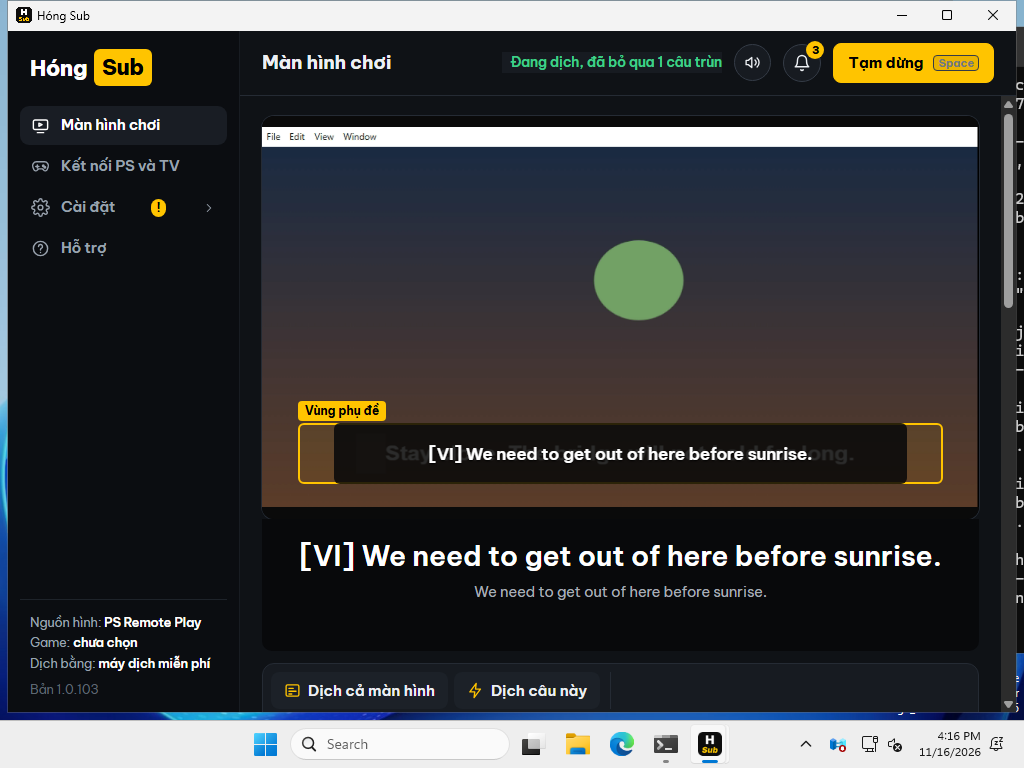 Hóng Sub
Hóng Sub
Màn hình chơi
Kết nối PS và TV
Cài đặt
!
Hỗ trợ
Nguồn hình: PS Remote Play
Game: chưa chọn
Dịch bằng: máy dịch miễn phí
Bản 1.0.103
Màn hình chơi
Đang dịch, đã bỏ qua 1 câu trùn
3
Tạm dừng Space
File Edit View Window
Vùng phụ đề
[VI] We need to get out of here before sunrise.
[VI] We need to get out of here before sunrise.
We need to get out of here before sunrise.
Dịch cả màn hình
Dịch câu này
Search
H Sub
4:16 PM
11/16/2026